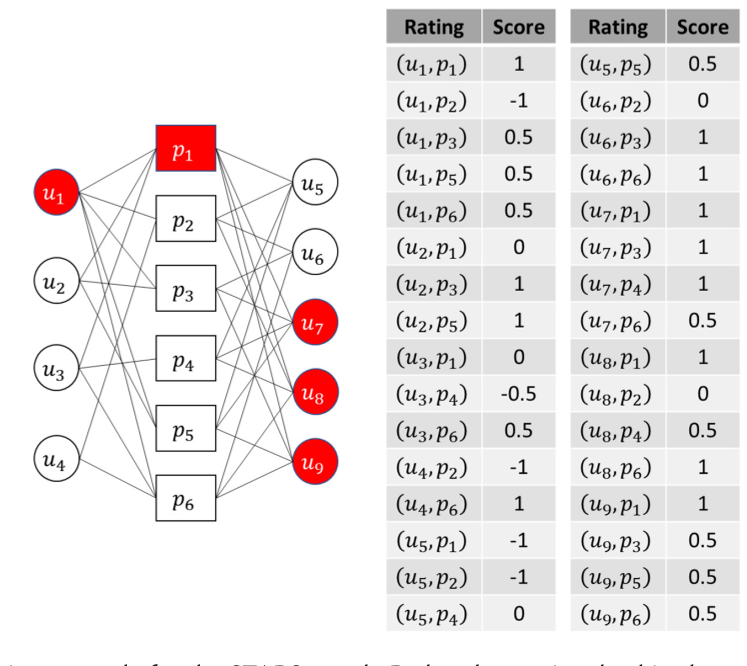 u1
u2
u3
u4
p1
p2
p3
p4
p5
p6
u5
u6
u7
u8
u9
Rating Score
(u1,p1) 1
(u1,p2) -1
(u1,p3) 0.5
(u1,p5) 0.5
(u1,p6) 0.5
(u2,p1) 0
(u2,p3) 1
(u2,p5) 1
(u3,p1) 0
(u3,p4) -0.5
(u3,p6) 0.5
(u4,p2) -1
(u4,p6) 1
(u5,p1) -1
(u5,p2) -1
(u5,p4) 0
Rating Score
(u5,p5) 0.5
(u6,p2) 0
(u6,p3) 1
(u6,p6) 1
(u7,p1) 1
(u7,p3) 1
(u7,p4) 1
(u7,p6) 0.5
(u8,p1) 1
(u8,p2) 0
(u8,p4) 0.5
(u8,p6) 1
(u9,p1) 1
(u9,p3) 0.5
(u9,p5) 0.5
(u9,p6) 0.5